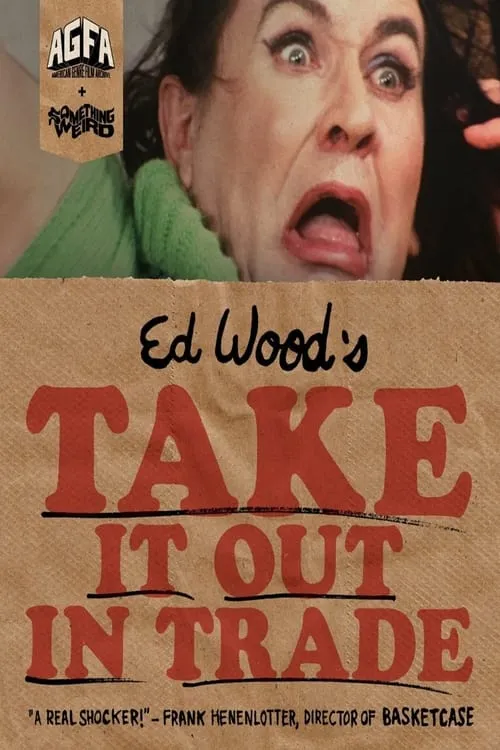 AGFA
AMERICAN GENRE FILM ARCHIVE
+
SOMETHING
WEIRD
Ed Wood's
TAKE
IT OUT
IN TRADE
"A REAL SHOCKER!"– FRANK HENENLOTTER, DIRECTOR OF BASKETCASE